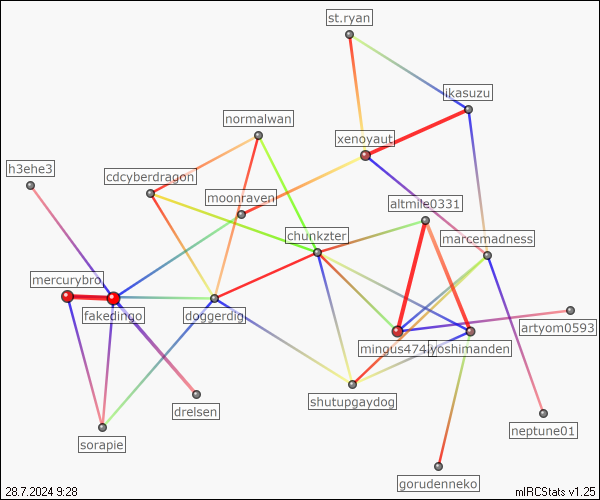 st.ryan
ikasuzu
normalwan
xenoyaut
h3ehe3
cdcyberdragon
moonraven
altmile0331
chunkzter
marcemadness
mercurybro
fakedingo
doggerdig
artyom0593
mingus474
yoshimanden
drelsen
shutupgaydog
neptune01
sorapie
gorudenneko
28.7.2024 9:28
mIRCStats v1.25